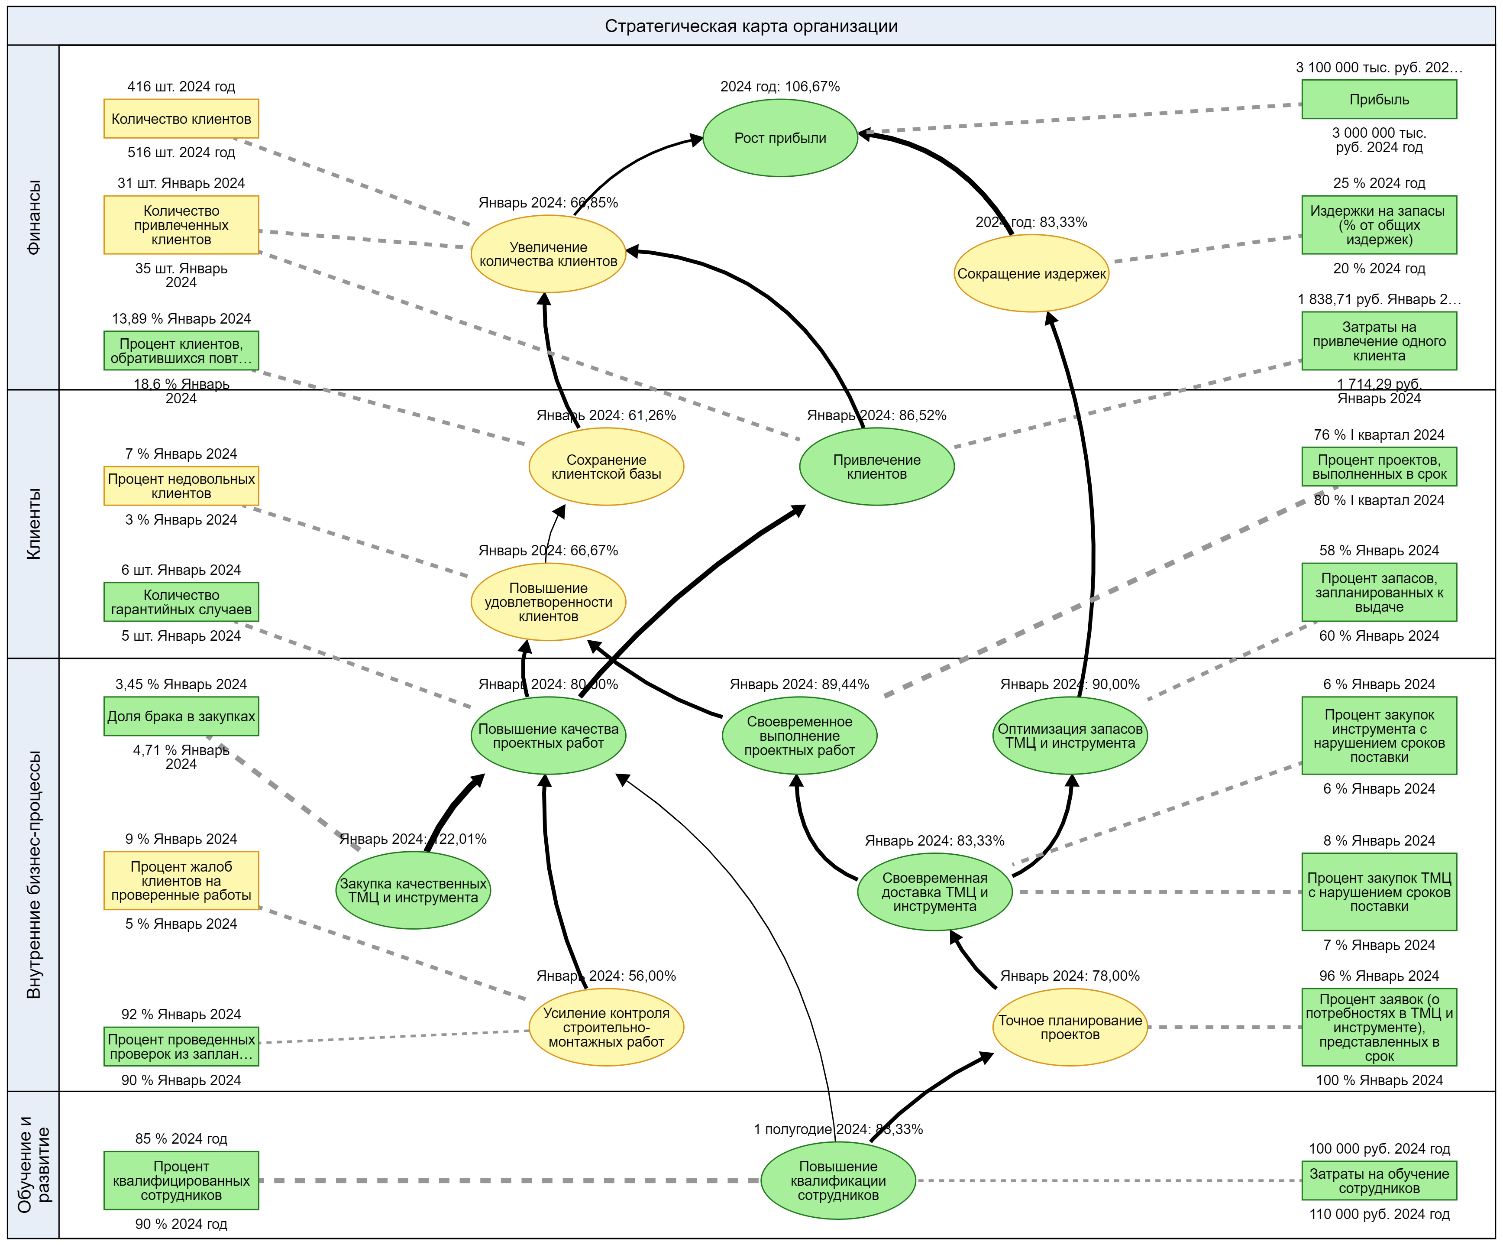 Стратегическая карта организации
Финансы
416 шт. 2024 год
Количество клиентов
516 шт. 2024 год
31 шт. Январь 2024
Количество
привлеченных
клиентов
35 шт. Январь
2024
13,89 % Январь 2024
Процент клиентов,
обратившихся повт…
18,6 % Январь
2024
2024 год: 106,67%
Рост прибыли
Январь 2024: 66,85%
Увеличение
количества клиентов
2024 год: 83,33%
Сокращение издержек
3 100 000 тыс. руб. 202…
Прибыль
3 000 000 тыс.
руб. 2024 год
25 % 2024 год
Издержки на запасы
(% от общих
издержек)
20 % 2024 год
1 838,71 руб. Январь 2…
Затраты на
привлечение одного
клиента
1 714,29 руб.
Январь 2024
Клиенты
7 % Январь 2024
Процент недовольных
клиентов
3 % Январь 2024
6 шт. Январь 2024
Количество
гарантийных случаев
5 шт. Январь 2024
Январь 2024: 61,26%
Сохранение
клиентской базы
Январь 2024: 86,52%
Привлечение
клиентов
Январь 2024: 66,67%
Повышение
удовлетворенности
клиентов
76 % I квартал 2024
Процент проектов,
выполненных в срок
80 % I квартал 2024
58 % Январь 2024
Процент запасов,
запланированных к
выдаче
60 % Январь 2024
Внутренние бизнес-процессы
3,45 % Январь 2024
Доля брака в закупках
4,71 % Январь
2024
9 % Январь 2024
Процент жалоб
клиентов на
проверенные работы
5 % Январь 2024
92 % Январь 2024
Процент проведенных
проверок из заплан…
90 % Январь 2024
Январь 2024: 80,00%
Повышение качества
проектных работ
Январь 2024: 89,44%
Своевременное
выполнение
проектных работ
Январь 2024: 90,00%
Оптимизация запасов
ТМЦ и инструмента
Январь 2024: 122,01%
Закупка качественных
ТМЦ и инструмента
Январь 2024: 83,33%
Своевременная
доставка ТМЦ и
инструмента
Январь 2024: 56,00%
Усиление контроля
строительно-
монтажных работ
Январь 2024: 78,00%
Точное планирование
проектов
6 % Январь 2024
Процент закупок
инструмента с
нарушением сроков
поставки
6 % Январь 2024
8 % Январь 2024
Процент закупок ТМЦ
с нарушением сроков
поставки
7 % Январь 2024
96 % Январь 2024
Процент заявок (о
потребностях в ТМЦ и
инструменте),
представленных в
срок
100 % Январь 2024
Обучение и
развитие
85 % 2024 год
Процент
квалифицированных
сотрудников
90 % 2024 год
1 полугодие 2024: 83,33%
Повышение
квалификации
сотрудников
100 000 руб. 2024 год
Затраты на обучение
сотрудников
110 000 руб. 2024 год